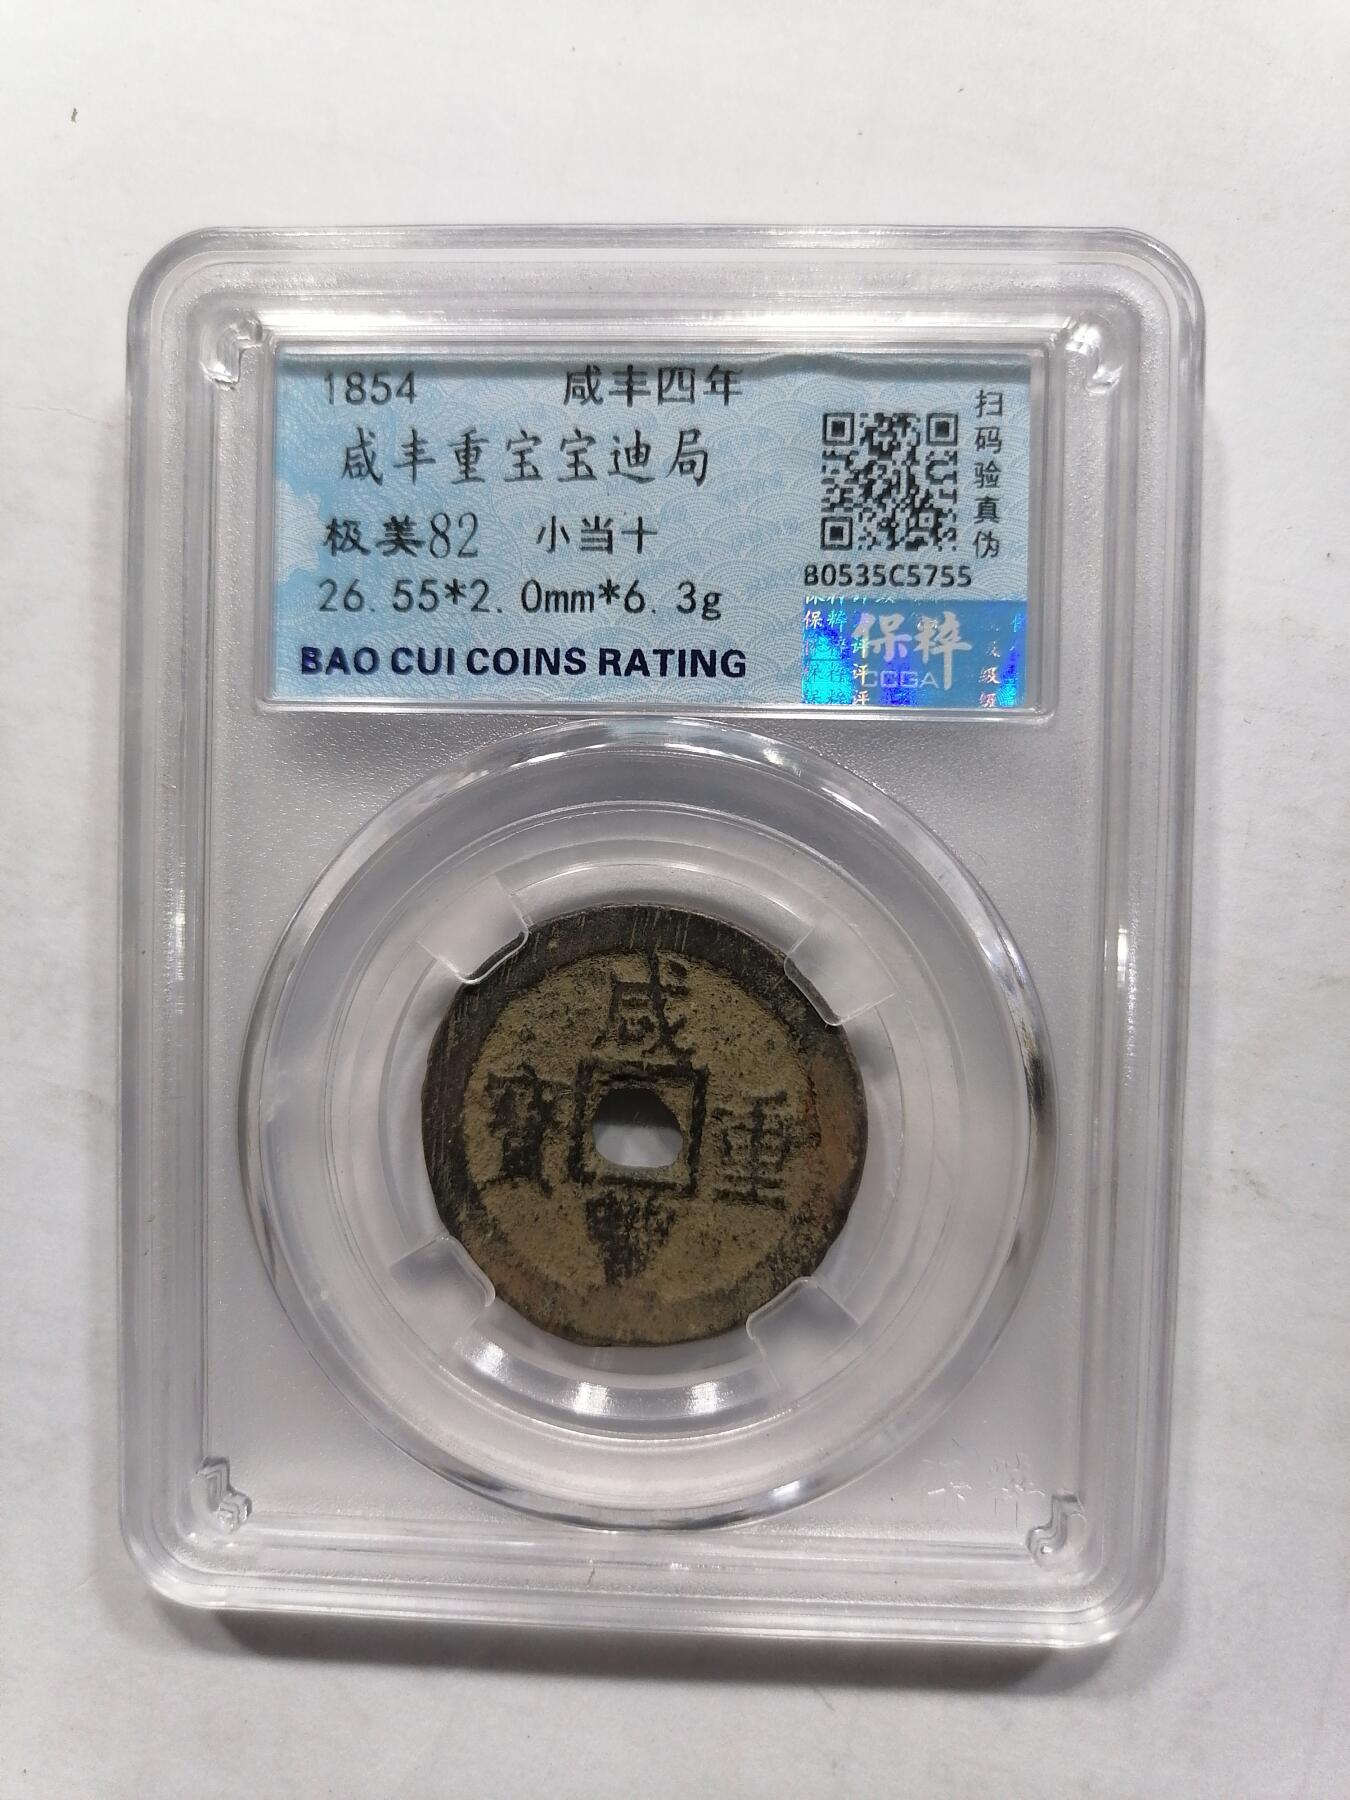 1854 咸丰四年
咸丰重宝宝迪局
极美82 小当十
26.55*2.0mm*6.3g
BAO CUI COINS RATING
扫码验真伪
B0535C5755
保粹
CCGA
咸
寶 重
豐